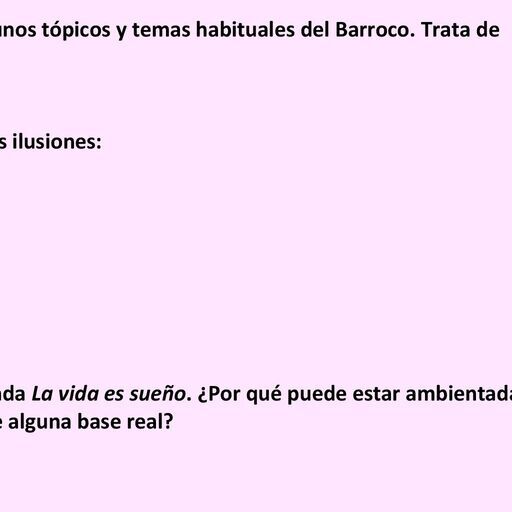 unos tópicos y temas habituales del Barroco. Trata de
s ilusiones:
ada La vida es sueño. ¿Por qué puede estar ambientada
e alguna base real?